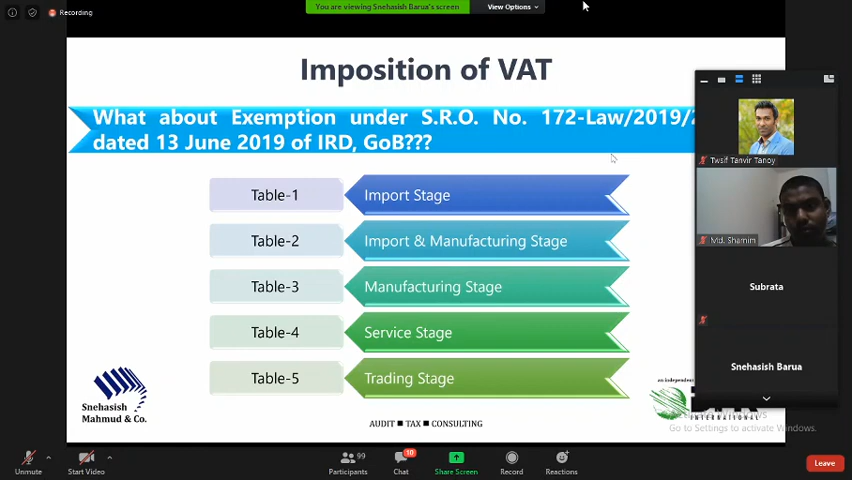 Recording
You are viewing Snehasish Barua's screen
View Options
Imposition of VAT
What about Exemption under S.R.O. No. 172-Law/2019/
dated 13 June 2019 of IRD, GoB???
Table-1 Import Stage
Table-2 Import & Manufacturing Stage
Table-3 Manufacturing Stage
Table-4 Service Stage
Table-5 Trading Stage
Twsif Tanvir Tanoy
Md. Shamim
Subrata
Snehasish Barua
Snehasish
Mahmud & Co.
AUDIT ■ TAX ■ CONSULTING
an independent
INTERNATIONAL
Go to Settings to activate Windows.
Unmute
Start Video
99
Participants
10
Chat
Share Screen
Record
Reactions
Leave